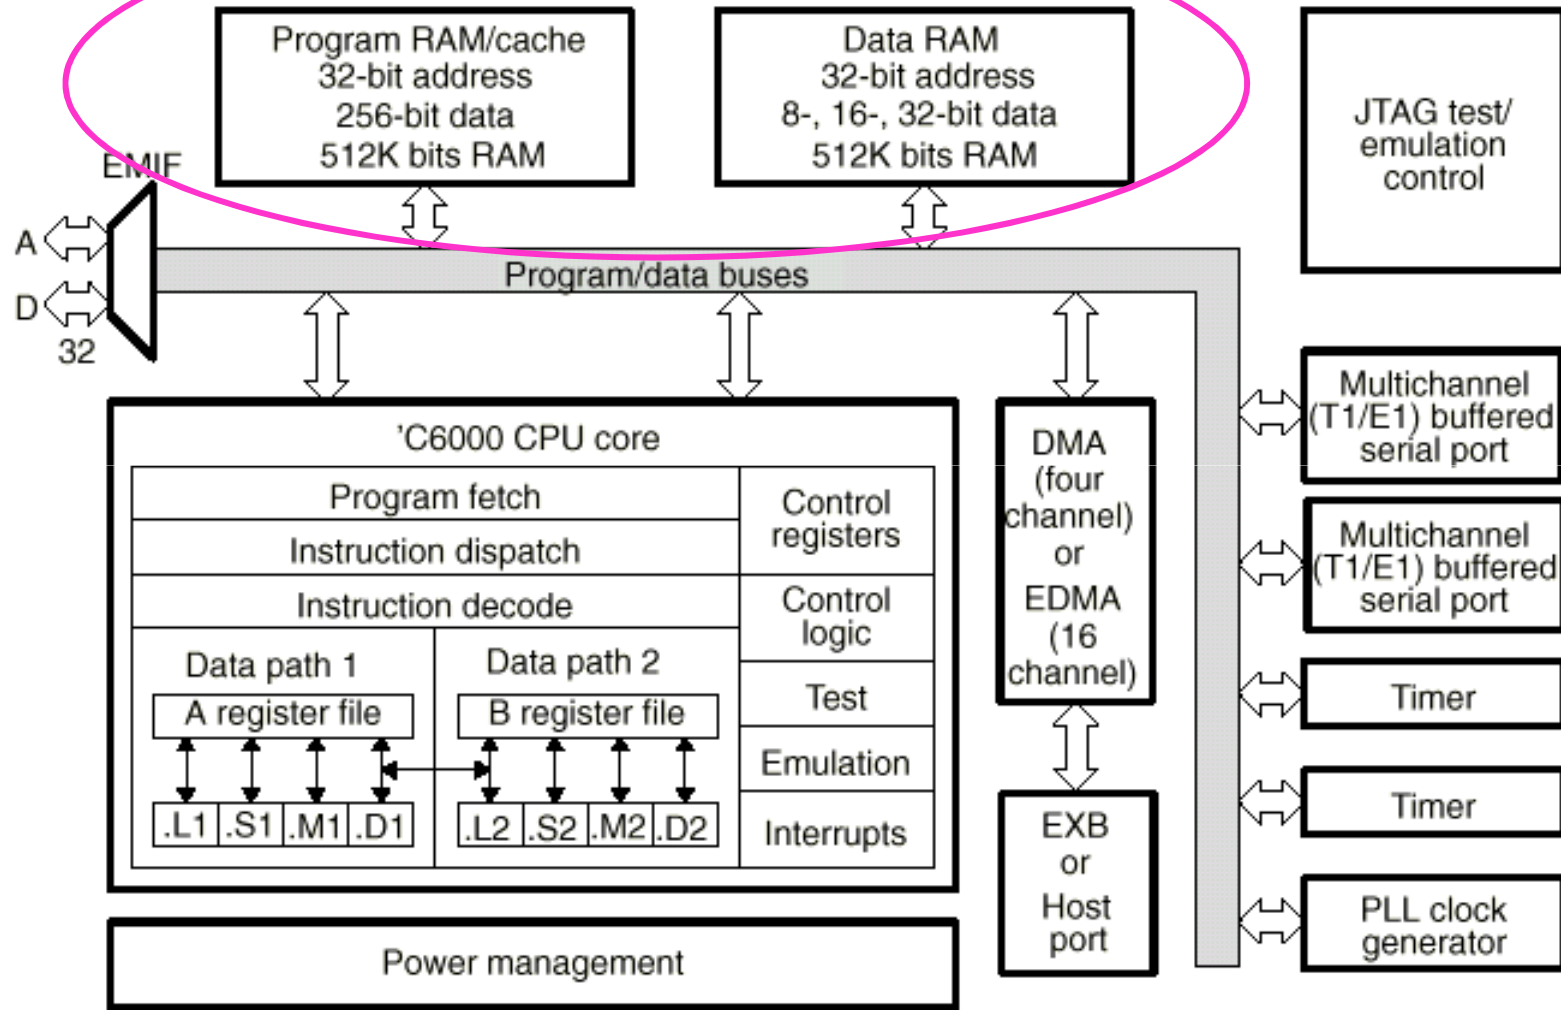 Program RAM/cache
32-bit address
256-bit data
512K bits RAM
Data RAM
32-bit address
8-, 16-, 32-bit data
512K bits RAM
JTAG test/
emulation
control
EMIF
A
D
32
Program/data buses
'C6000 CPU core
Program fetch
Instruction dispatch
Instruction decode
Data path 1
A register file
.L1 .S1 .M1 .D1
Data path 2
B register file
.L2 .S2 .M2 .D2
Control
registers
Control
logic
Test
Emulation
Interrupts
Power management
DMA
(four
channel)
or
EDMA
(16
channel)
EXB
or
Host
port
Multichannel
(T1/E1) buffered
serial port
Multichannel
(T1/E1) buffered
serial port
Timer
Timer
PLL clock
generator